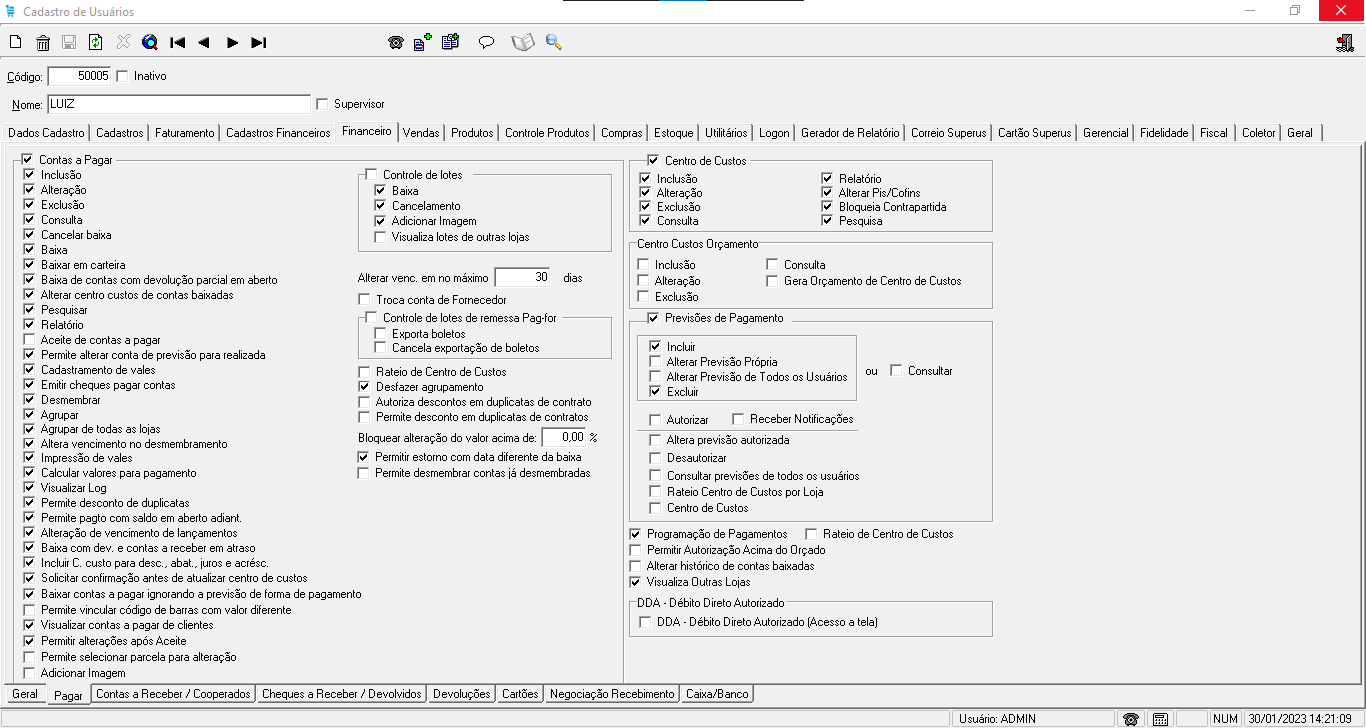 Cadastro de Usuários
Código: 50005 Inativo
Nome: LUIZ Supervisor
Dados Cadastro Cadastros Faturamento Cadastros Financeiros Financeiro Vendas Produtos Controle Produtos Compras Estoque Utilitários Logon Gerador de Relatório Correio Superus Cartão Superus Gerencial Fidelidade Fiscal Coletor Geral
Contas a Pagar
Inclusão
Alteração
Exclusão
Consulta
Cancelar baixa
Baixa
Baixar em carteira
Baixa de contas com devolução parcial em aberto
Alterar centro custos de contas baixadas
Pesquisar
Relatório
Aceite de contas a pagar
Permite alterar conta de previsão para realizada
Cadastramento de vales
Emitir cheques pagar contas
Desmembrar
Agrupar
Agrupar de todas as lojas
Altera vencimento no desmembramento
Impressão de vales
Calcular valores para pagamento
Visualizar Log
Permite desconto de duplicatas
Permite pagto com saldo em aberto adiant.
Alteração de vencimento de lançamentos
Baixa com dev. e contas a receber em atraso
Incluir C. custo para desc., abat., juros e acrésc.
Solicitar confirmação antes de atualizar centro de custos
Baixar contas a pagar ignorando a previsão de forma de pagamento
Permite vincular código de barras com valor diferente
Visualizar contas a pagar de clientes
Permitir alterações após Aceite
Permite selecionar parcela para alteração
Adicionar Imagem
Controle de lotes
Baixa
Cancelamento
Adicionar Imagem
Visualiza lotes de outras lojas
Alterar venc. em no máximo 30 dias
Troca conta de Fornecedor
Controle de lotes de remessa Pag-for
Exporta boletos
Cancela exportação de boletos
Rateio de Centro de Custos
Desfazer agrupamento
Autoriza descontos em duplicatas de contrato
Permite desconto em duplicatas de contratos
Bloquear alteração do valor acima de: 0,00 %
Permitir estorno com data diferente da baixa
Permite desmembrar contas já desmembradas
Centro de Custos
Inclusão Relatório
Alteração Alterar Pis/Cofins
Exclusão Bloqueia Contrapartida
Consulta Pesquisa
Centro Custos Orçamento
Inclusão Consulta
Alteração Gera Orçamento de Centro de Custos
Exclusão
Previsões de Pagamento
Incluir
Alterar Previsão Própria
Alterar Previsão de Todos os Usuários ou Consultar
Excluir
Autorizar Receber Notificações
Altera previsão autorizada
Desautorizar
Consultar previsões de todos os usuários
Rateio Centro de Custos por Loja
Centro de Custos
Programação de Pagamentos Rateio de Centro de Custos
Permitir Autorização Acima do Orçado
Alterar histórico de contas baixadas
Visualiza Outras Lojas
DDA - Débito Direto Autorizado
DDA - Débito Direto Autorizado (Acesso a tela)
Geral Pagar Contas a Receber / Cooperados Cheques a Receber / Devolvidos Devoluções Cartões Negociação Recebimento Caixa/Banco
Usuário: ADMIN NUM 30/01/2023 14:21:09